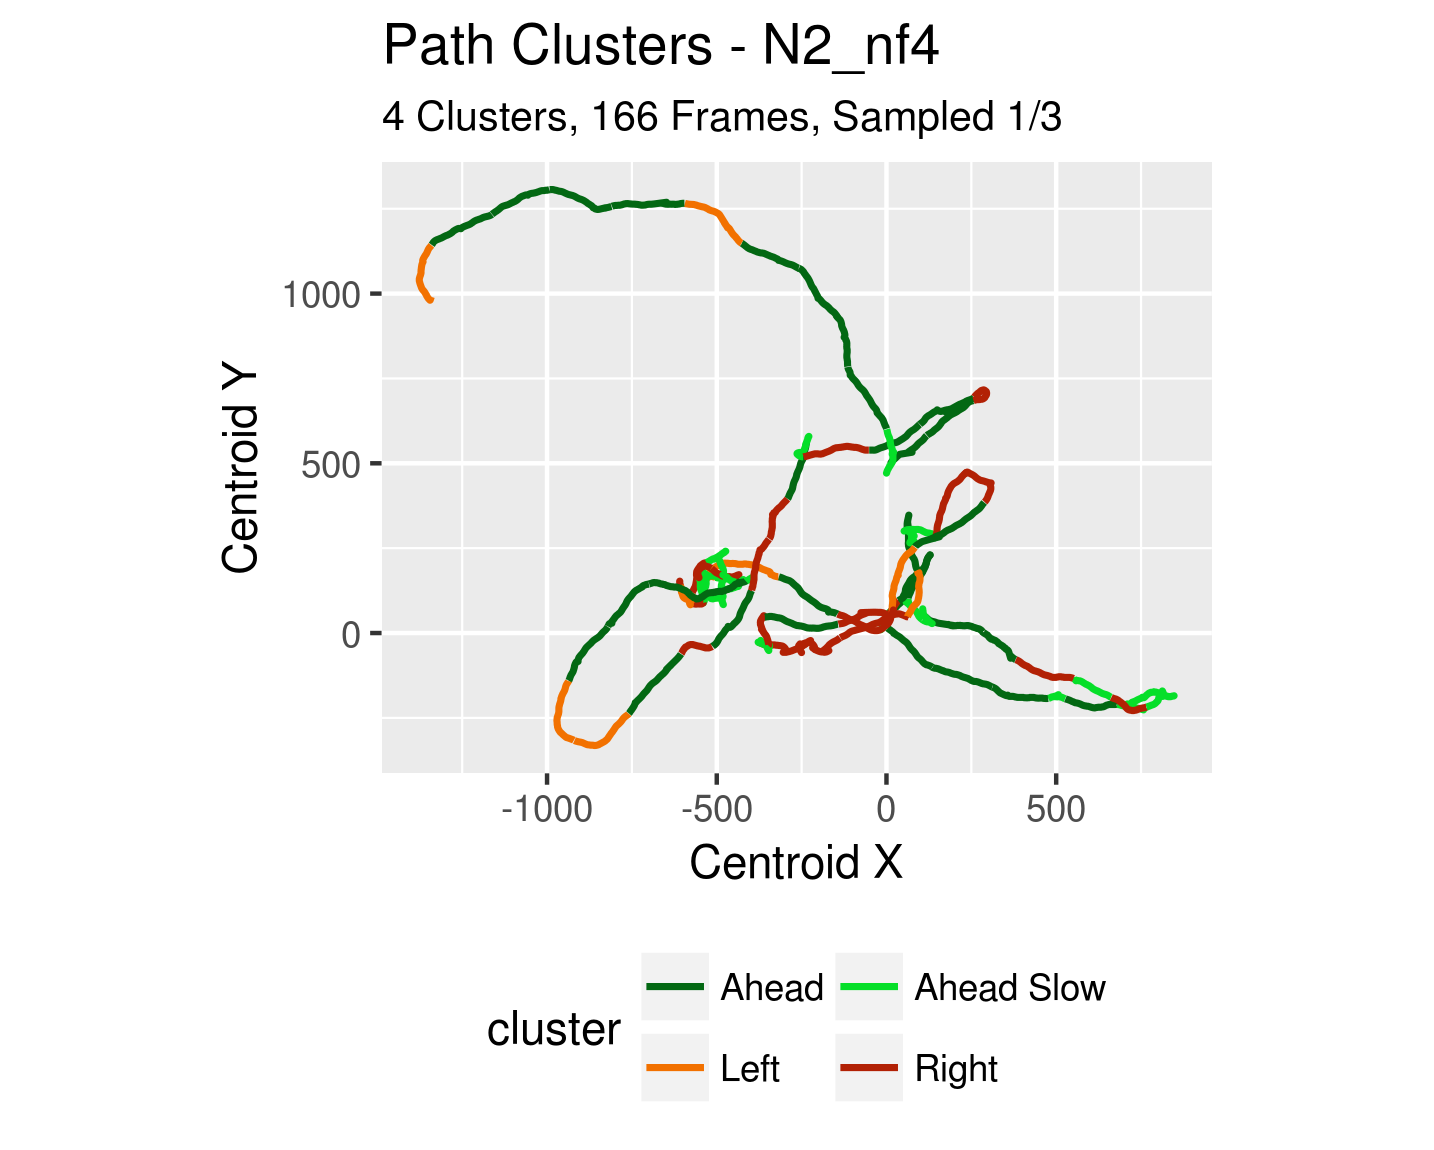 Path Clusters - N2_nf4
4 Clusters, 166 Frames, Sampled 1/3
Centroid Y
1000
500
0
-1000 -500 0 500
Centroid X
cluster
Ahead Ahead Slow
Left Right